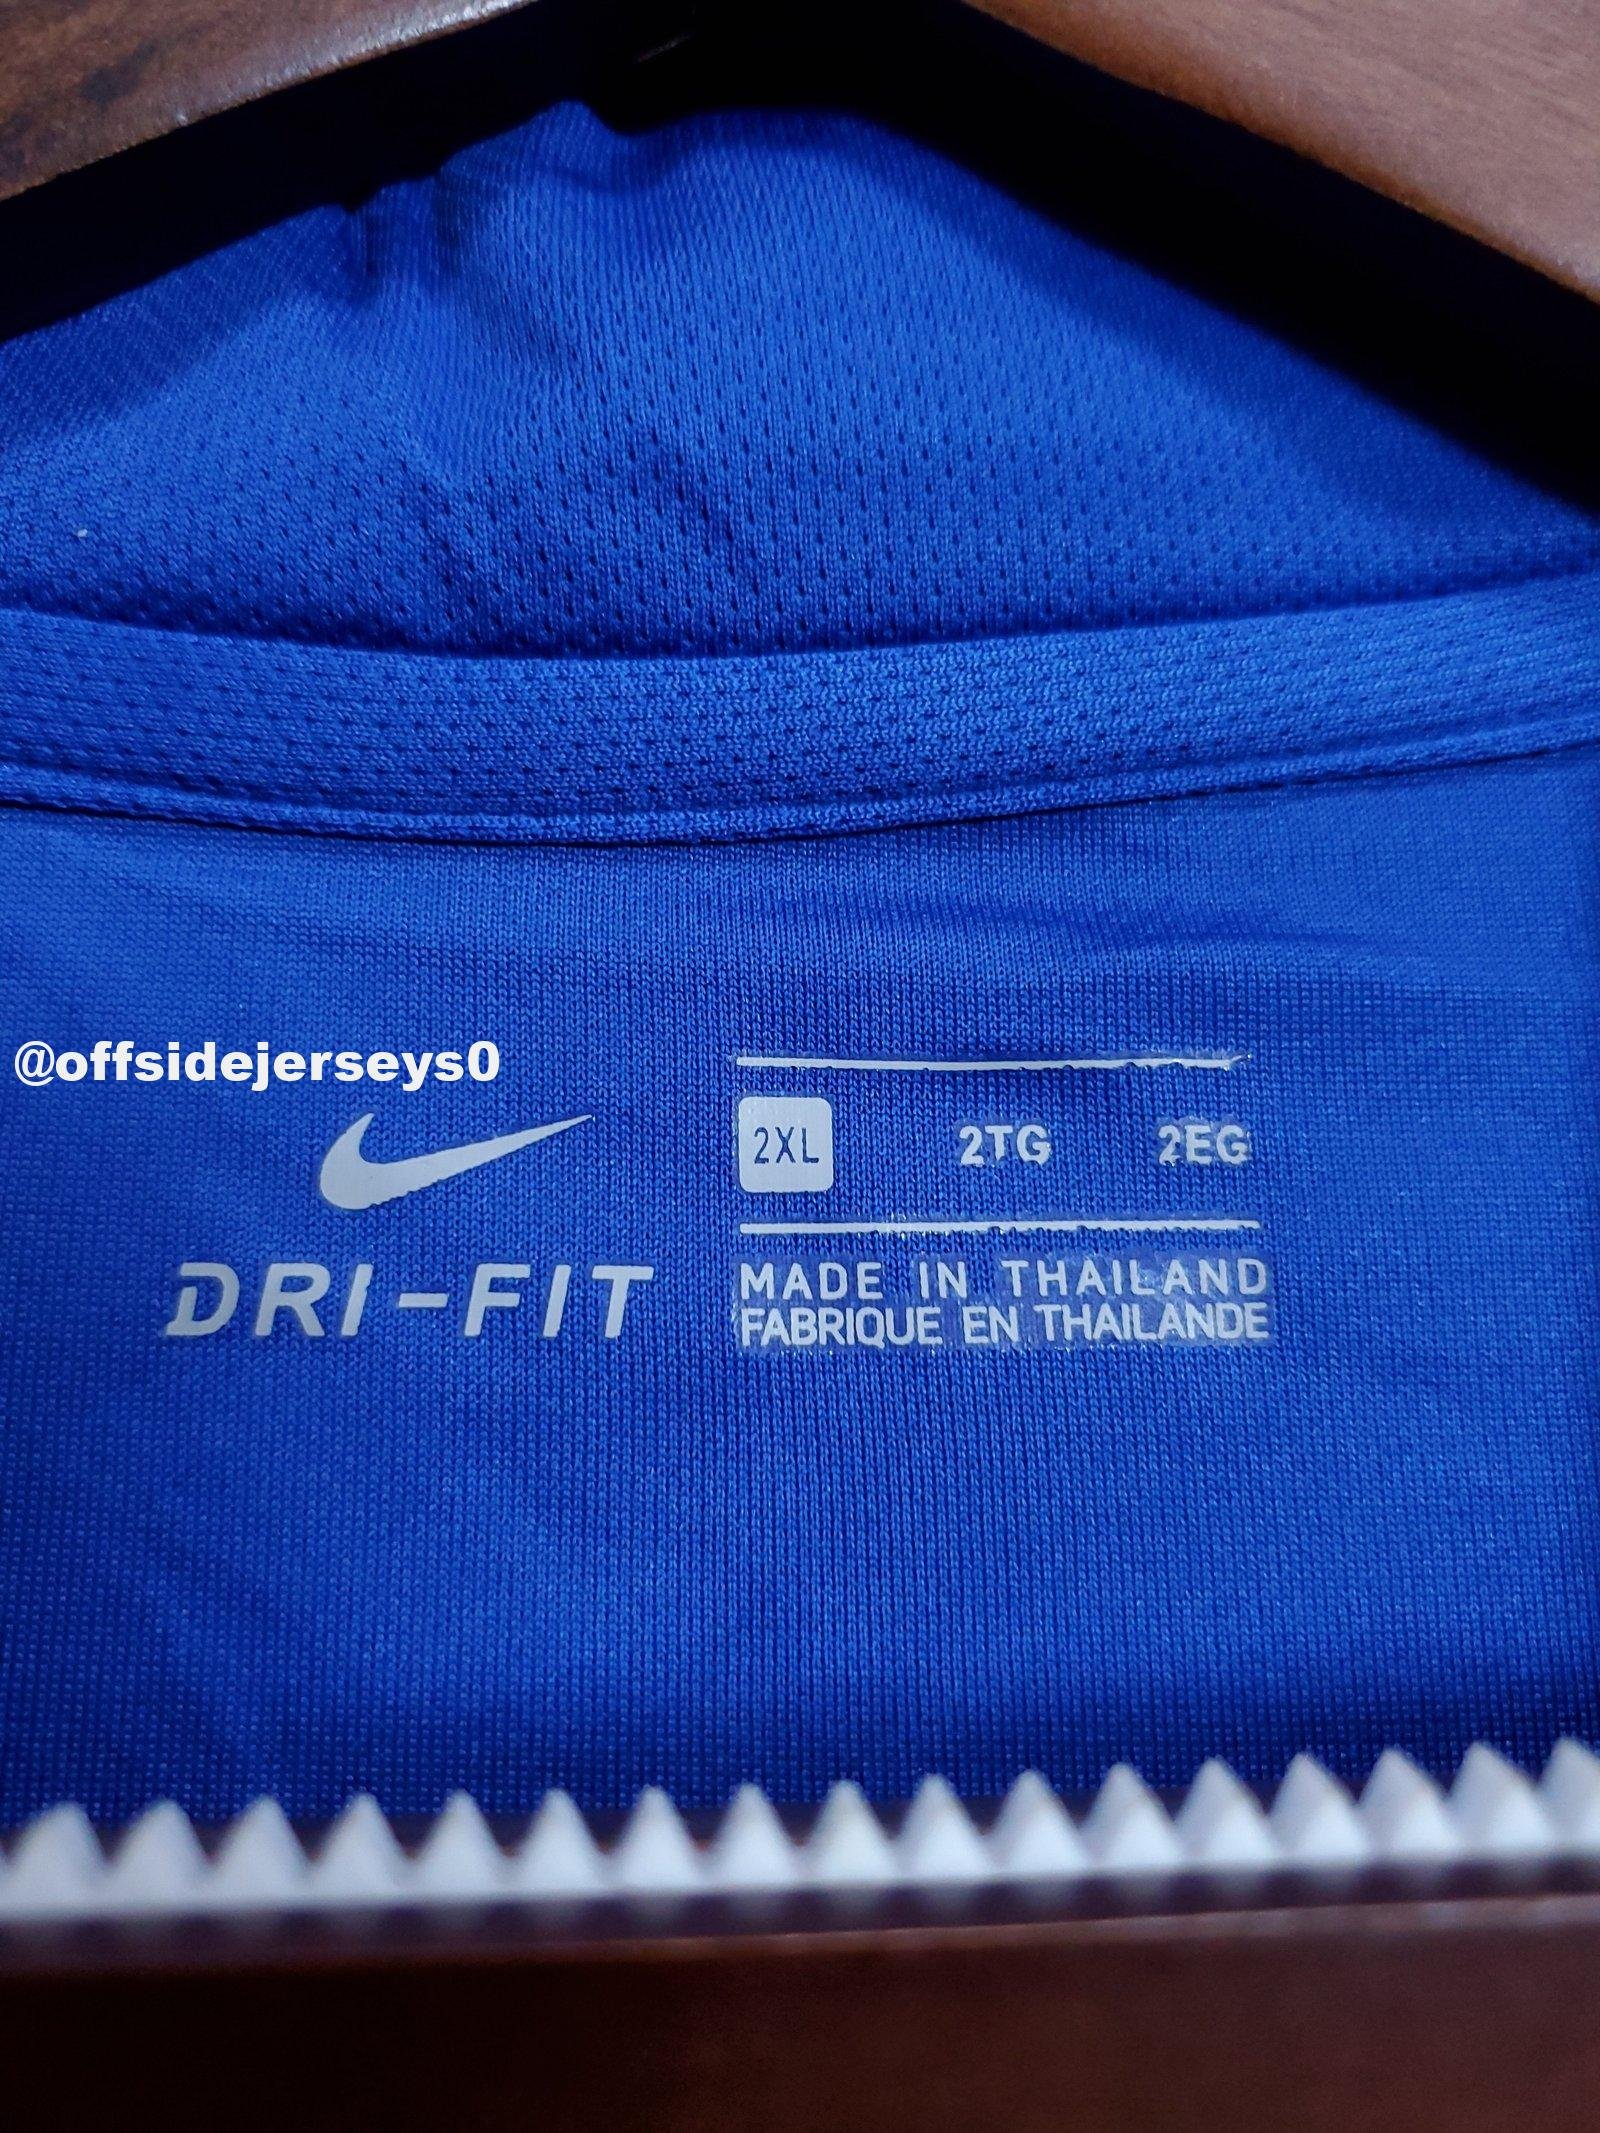 @offsidejerseys0
DRI-FIT
2XL 2TG 2EG
MADE IN THAILAND
FABRIQUE EN THAILANDE